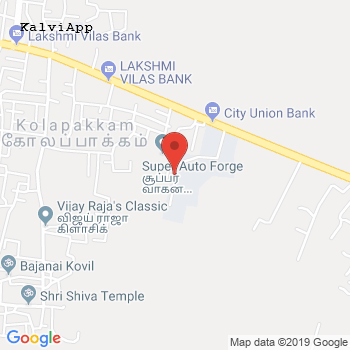 KalviApp
Lakshmi Vilas Bank
LAKSHMI
VILAS BANK
City Union Bank
Kolapakkam
கோலப்பாக்கம்
Super Auto Forge
சூப்பர்
வாகன...
Vijay Raja's Classic
விஜய் ராஜா
கிளாசிக்
Bajanai Kovil
Shri Shiva Temple
Google
Map data ©2019 Google